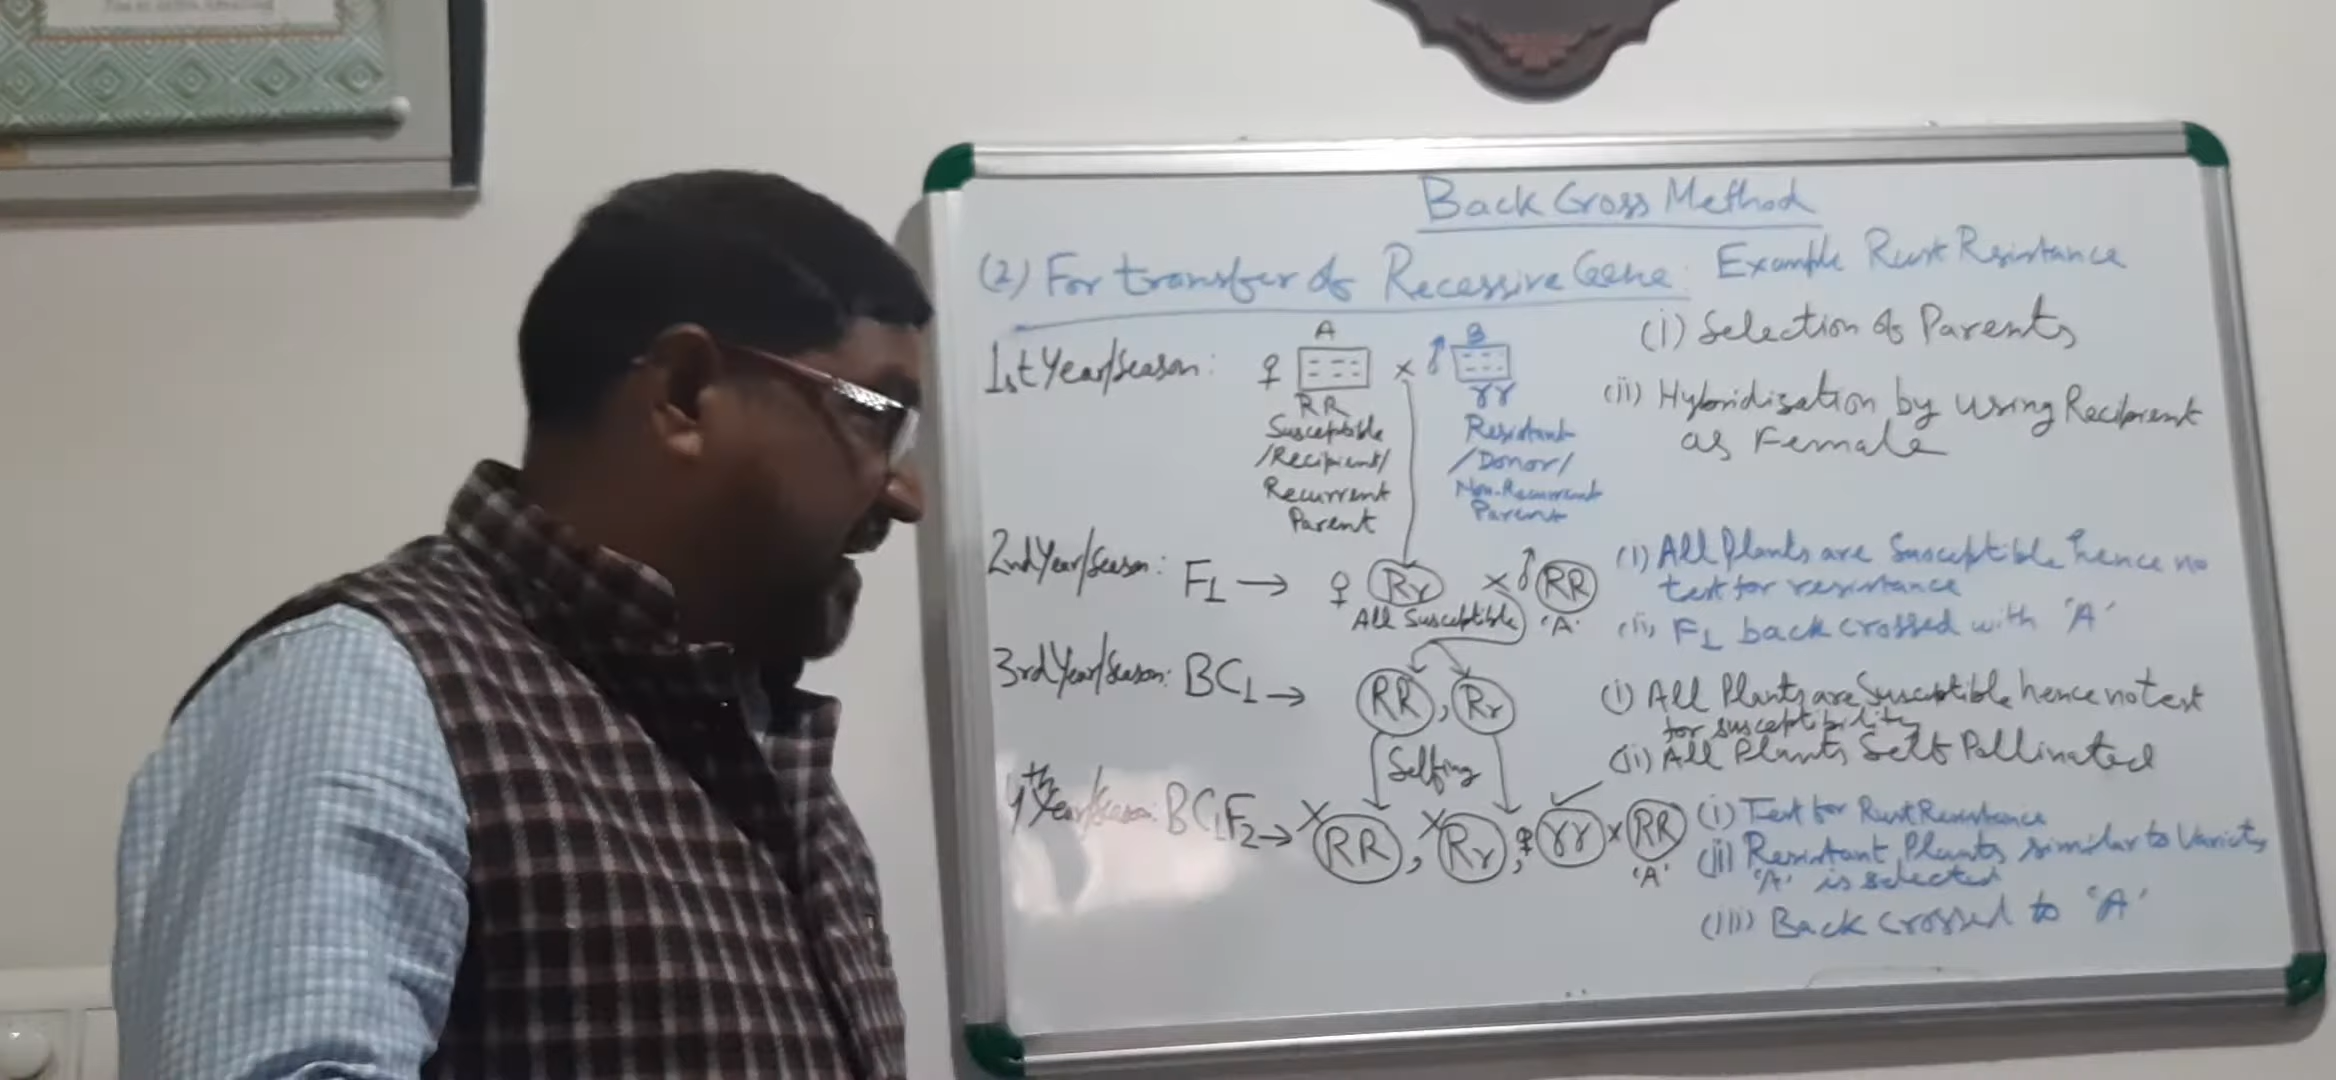 Back Cross Method
(2) For transfer of Recessive Gene: Example Rust Resistance
1st Year/Season: ♀ A × ♂ B
RR
rr
Susceptible
/Recipient/
Recurrent
Parent
Resistant
/Donor/
Non-Recurrent
Parent
(i) Selection of Parents
(ii) Hybridisation by using Recipient
as Female
2nd Year/Season: F1 → ♀ Rr × ♂ RR
All Susceptible 'A'
(i) All Plants are Susceptible hence no
test for resistance
(ii) F1 back crossed with 'A'
3rd Year/Season: BC1 → RR, Rr
(i) All Plants are Susceptible hence no test
for susceptibility
(ii) All Plants Self Pollinated
Selfing
4th Year/Season: BC1F2 → × RR, × Rr, ♀ rr × RR
'A'
(i) Test for Rust Resistance
(ii) Resistant Plants similar to Variety
'A' is selected
(iii) Back crossed to 'A'